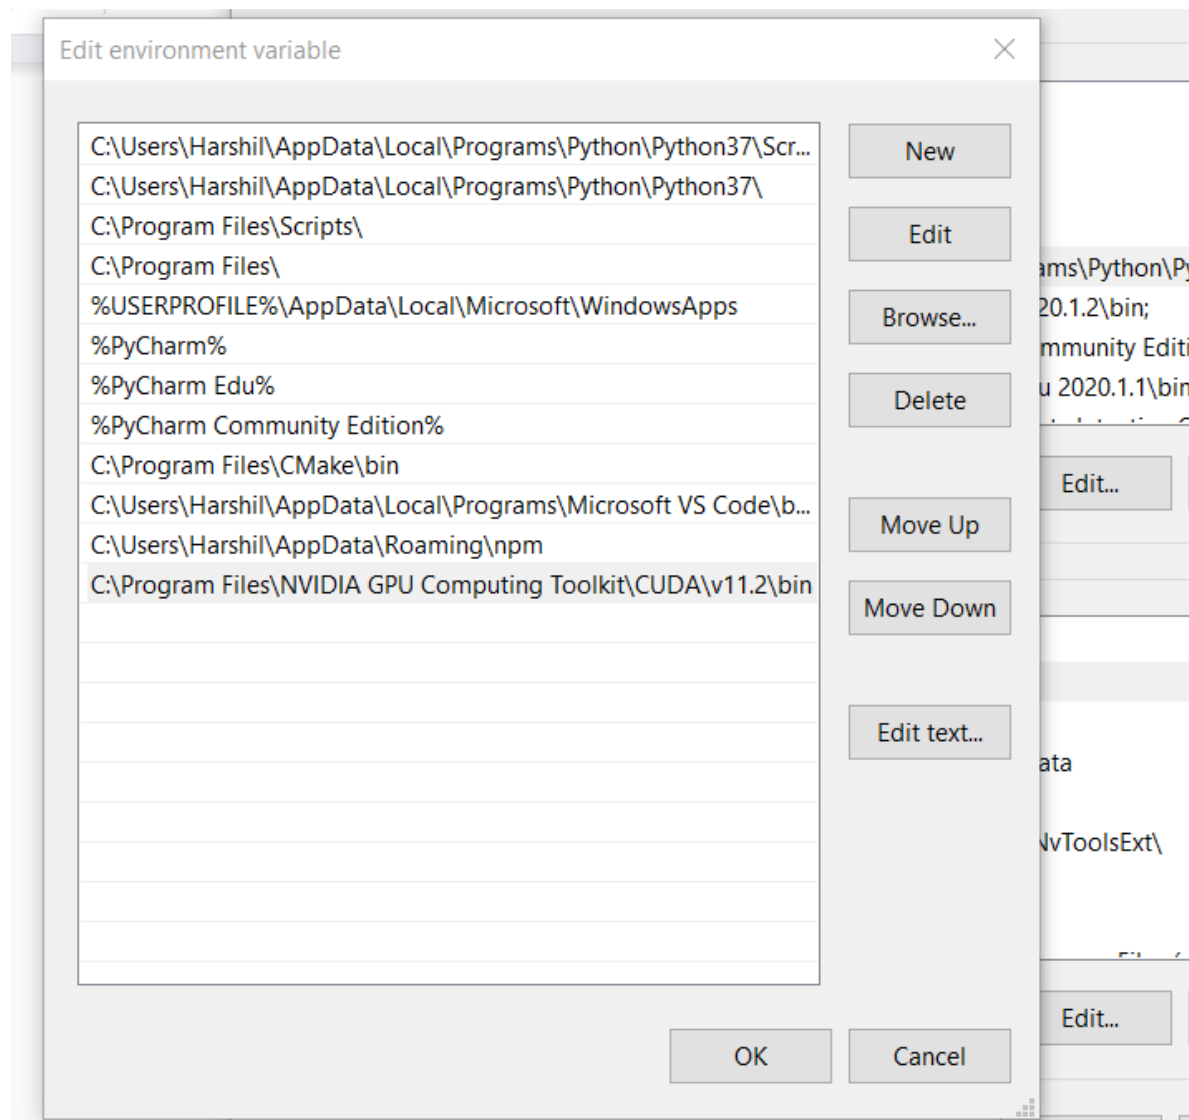 Edit environment variable
C:\Users\Harshil\AppData\Local\Programs\Python\Python37\Scr...
C:\Users\Harshil\AppData\Local\Programs\Python\Python37\
C:\Program Files\Scripts\
C:\Program Files\
%USERPROFILE%\AppData\Local\Microsoft\WindowsApps
%PyCharm%
%PyCharm Edu%
%PyCharm Community Edition%
C:\Program Files\CMake\bin
C:\Users\Harshil\AppData\Local\Programs\Microsoft VS Code\b...
C:\Users\Harshil\AppData\Roaming\npm
C:\Program Files\NVIDIA GPU Computing Toolkit\CUDA\v11.2\bin
New
Edit
Browse...
Delete
Move Up
Move Down
Edit text...
OK
Cancel
ams\Python\Py
20.1.2\bin;
mmunity Editi
u 2020.1.1\bin
Edit...
ata
NvToolsExt\
Edit...